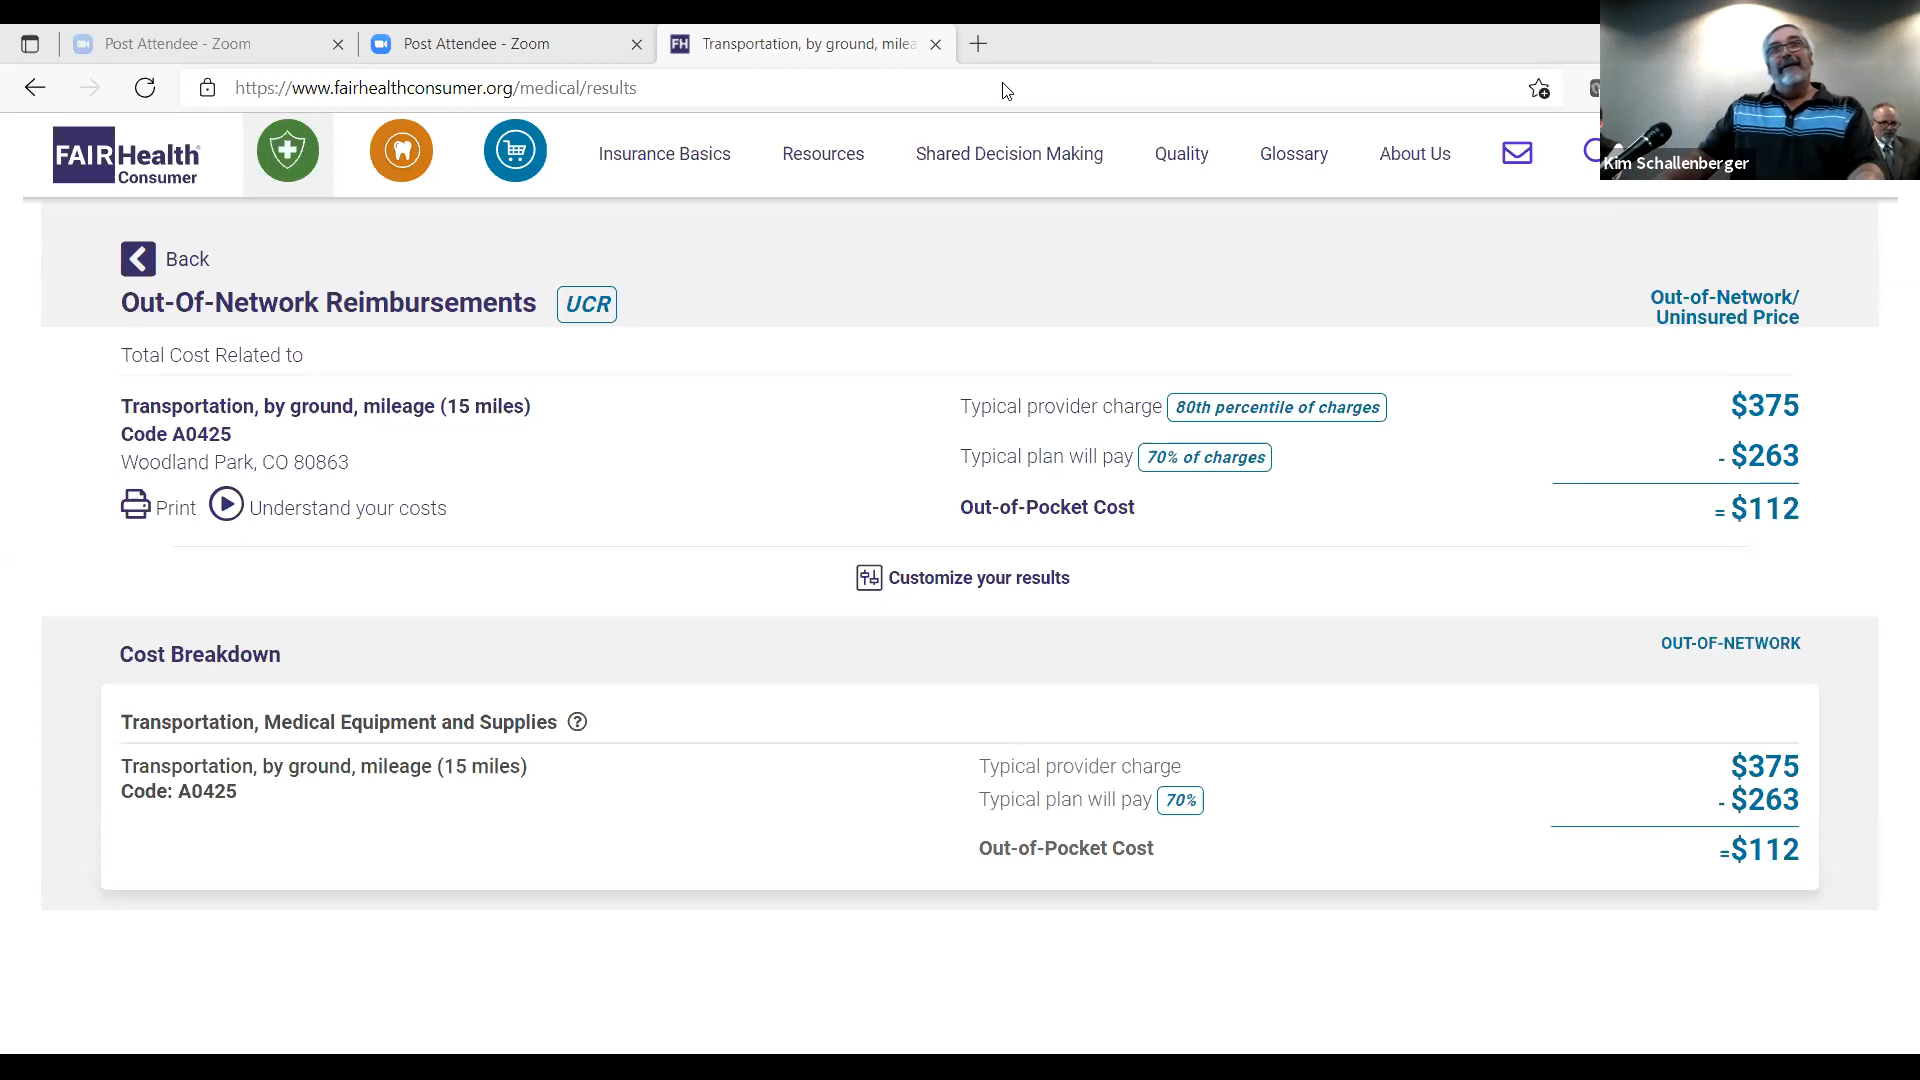 Post Attendee - Zoom
Post Attendee - Zoom
FH
Transportation, by ground, milea
https://www.fairhealthconsumer.org/medical/results
FAIR Health
Consumer
Insurance Basics
Resources
Shared Decision Making
Quality
Glossary
About Us
Kim Schallenberger
Back
Out-Of-Network Reimbursements UCR
Out-of-Network/
Uninsured Price
Total Cost Related to
Transportation, by ground, mileage (15 miles)
Code A0425
Woodland Park, CO 80863
Print Understand your costs
Typical provider charge 80th percentile of charges $375
Typical plan will pay 70% of charges - $263
Out-of-Pocket Cost = $112
Customize your results
Cost Breakdown
OUT-OF-NETWORK
Transportation, Medical Equipment and Supplies ?
Transportation, by ground, mileage (15 miles)
Code: A0425
Typical provider charge $375
Typical plan will pay 70% - $263
Out-of-Pocket Cost =$112